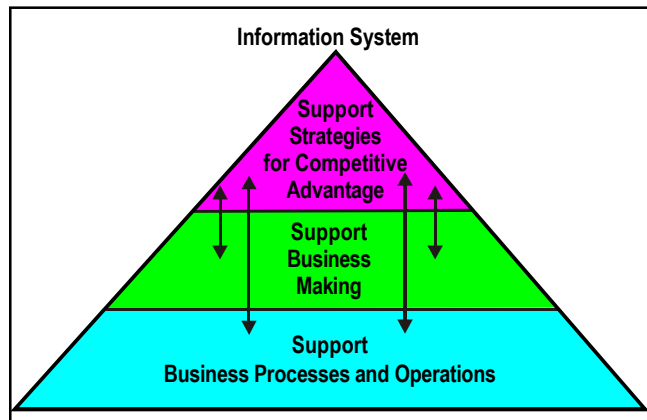 Information System
Support
Strategies
for Competitive
Advantage
Support
Business
Making
Support
Business Processes and Operations